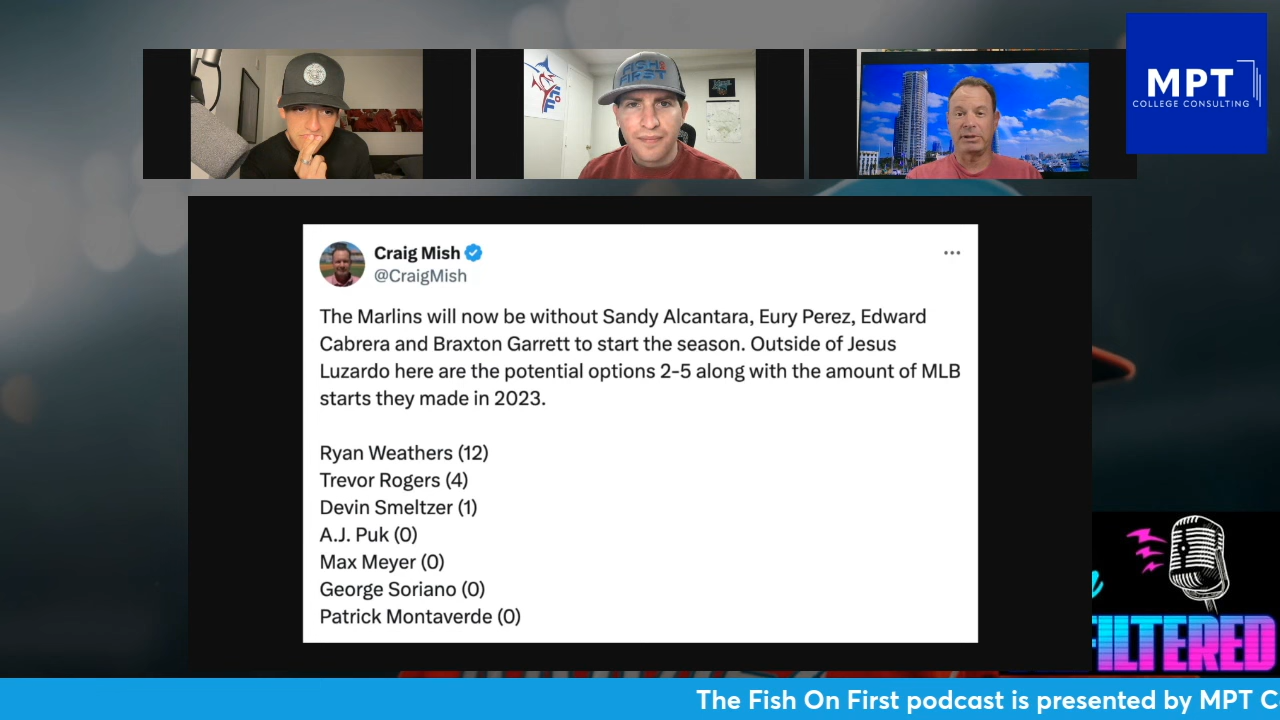 MPT
COLLEGE CONSULTING
FISH
FIRST
FOF
Craig Mish
@CraigMish
The Marlins will now be without Sandy Alcantara, Eury Perez, Edward
Cabrera and Braxton Garrett to start the season. Outside of Jesus
Luzardo here are the potential options 2-5 along with the amount of MLB
starts they made in 2023.
Ryan Weathers (12)
Trevor Rogers (4)
Devin Smeltzer (1)
A.J. Puk (0)
Max Meyer (0)
George Soriano (0)
Patrick Montaverde (0)
FILTERED
The Fish On First podcast is presented by MPT C